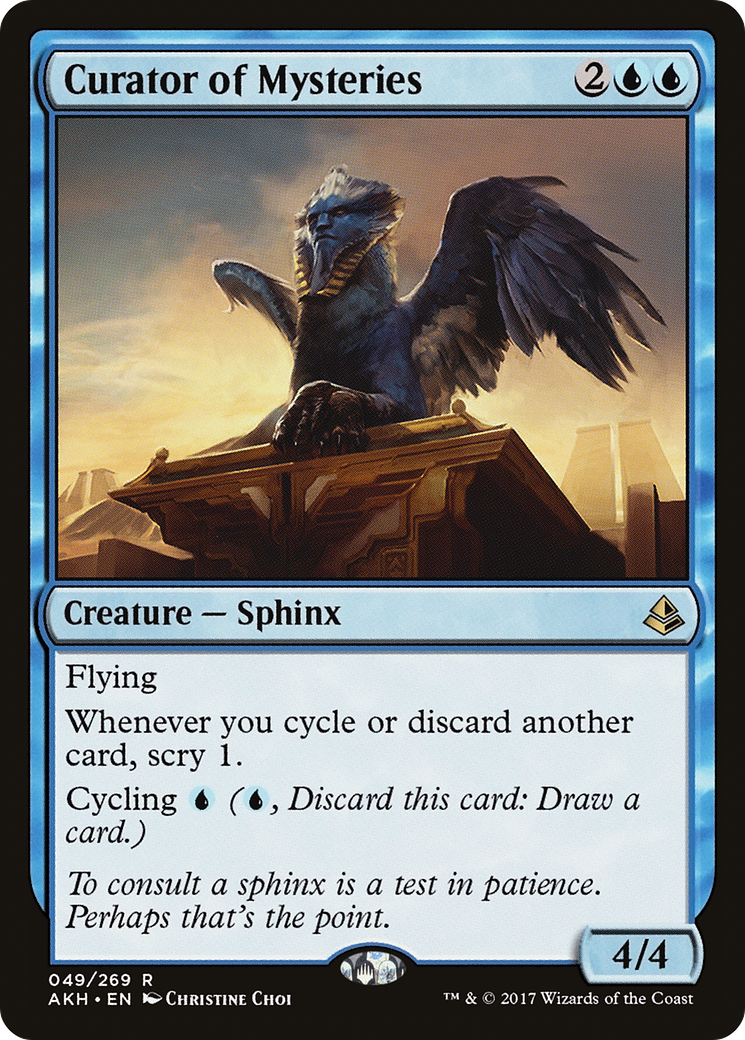 Curator of Mysteries 2
Creature — Sphinx
Flying
Whenever you cycle or discard another
card, scry 1.
Cycling (, Discard this card: Draw a
card.)
To consult a sphinx is a test in patience.
Perhaps that's the point.
4/4
049/269 R
AKH • EN Christine Choi
™ & © 2017 Wizards of the Coast